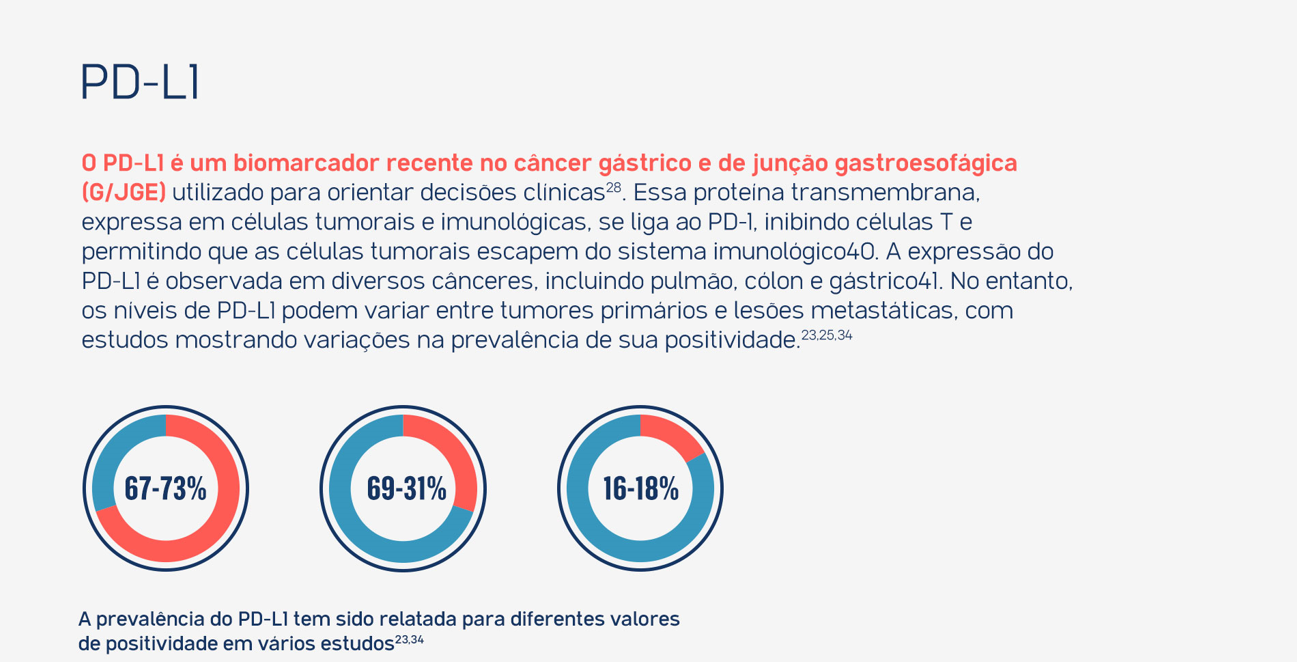 PD-L1
O PD-L1 é um biomarcador recente no câncer gástrico e de junção gastroesofágica
(G/JGE) utilizado para orientar decisões clínicas28. Essa proteína transmembrana,
expressa em células tumorais e imunológicas, se liga ao PD-1, inibindo células T e
permitindo que as células tumorais escapem do sistema imunológico40. A expressão do
PD-L1 é observada em diversos cânceres, incluindo pulmão, cólon e gástrico41. No entanto,
os níveis de PD-L1 podem variar entre tumores primários e lesões metastáticas, com
estudos mostrando variações na prevalência de sua positividade.23,25,34
67-73%
69-31%
16-18%
A prevalência do PD-L1 tem sido relatada para diferentes valores
de positividade em vários estudos23,34